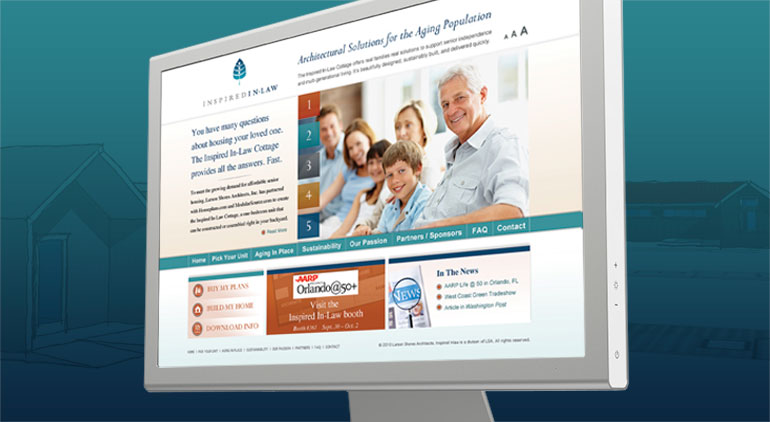 Architectural Solutions for the Aging Population
The Inspired In-Law Cottage offers real families real solutions to support senior independence
and multi-generational living. It's beautifully designed, sustainably built, and delivered quickly.
A A A
INSPIREDIN-LAW
You have many questions
about housing your loved one.
The Inspired In-Law Cottage
provides all the answers. Fast.
To meet the growing demand for affordable senior
housing, Larson Shores Architects, Inc. has partnered
with Houseplans.com and ModularSource.com to create
the Inspired In-Law Cottage, a one bedroom unit that
can be constructed or assembled right in your backyard.
Read More
1
2
3
4
5
Home
Pick Your Unit
Aging In Place
Sustainability
Our Passion
Partners / Sponsors
FAQ
Contact
BUY MY PLANS
BUILD MY HOME
DOWNLOAD INFO
AARP
Orlando@50+
Visit the
Inspired In-Law booth
Booth #367 Sept. 30 - Oct. 2
NEWS
In The News
AARP Life @ 50 in Orlando, FL
West Coast Green Tradeshow
Article in Washington Post
HOME | PICK YOUR UNIT | AGING IN PLACE | SUSTAINABILITY | OUR PASSION | PARTNERS | FAQ | CONTACT
© 2010 Larson Shores Architects. Inspired Inlaw is a division of LSA. All rights reserved.